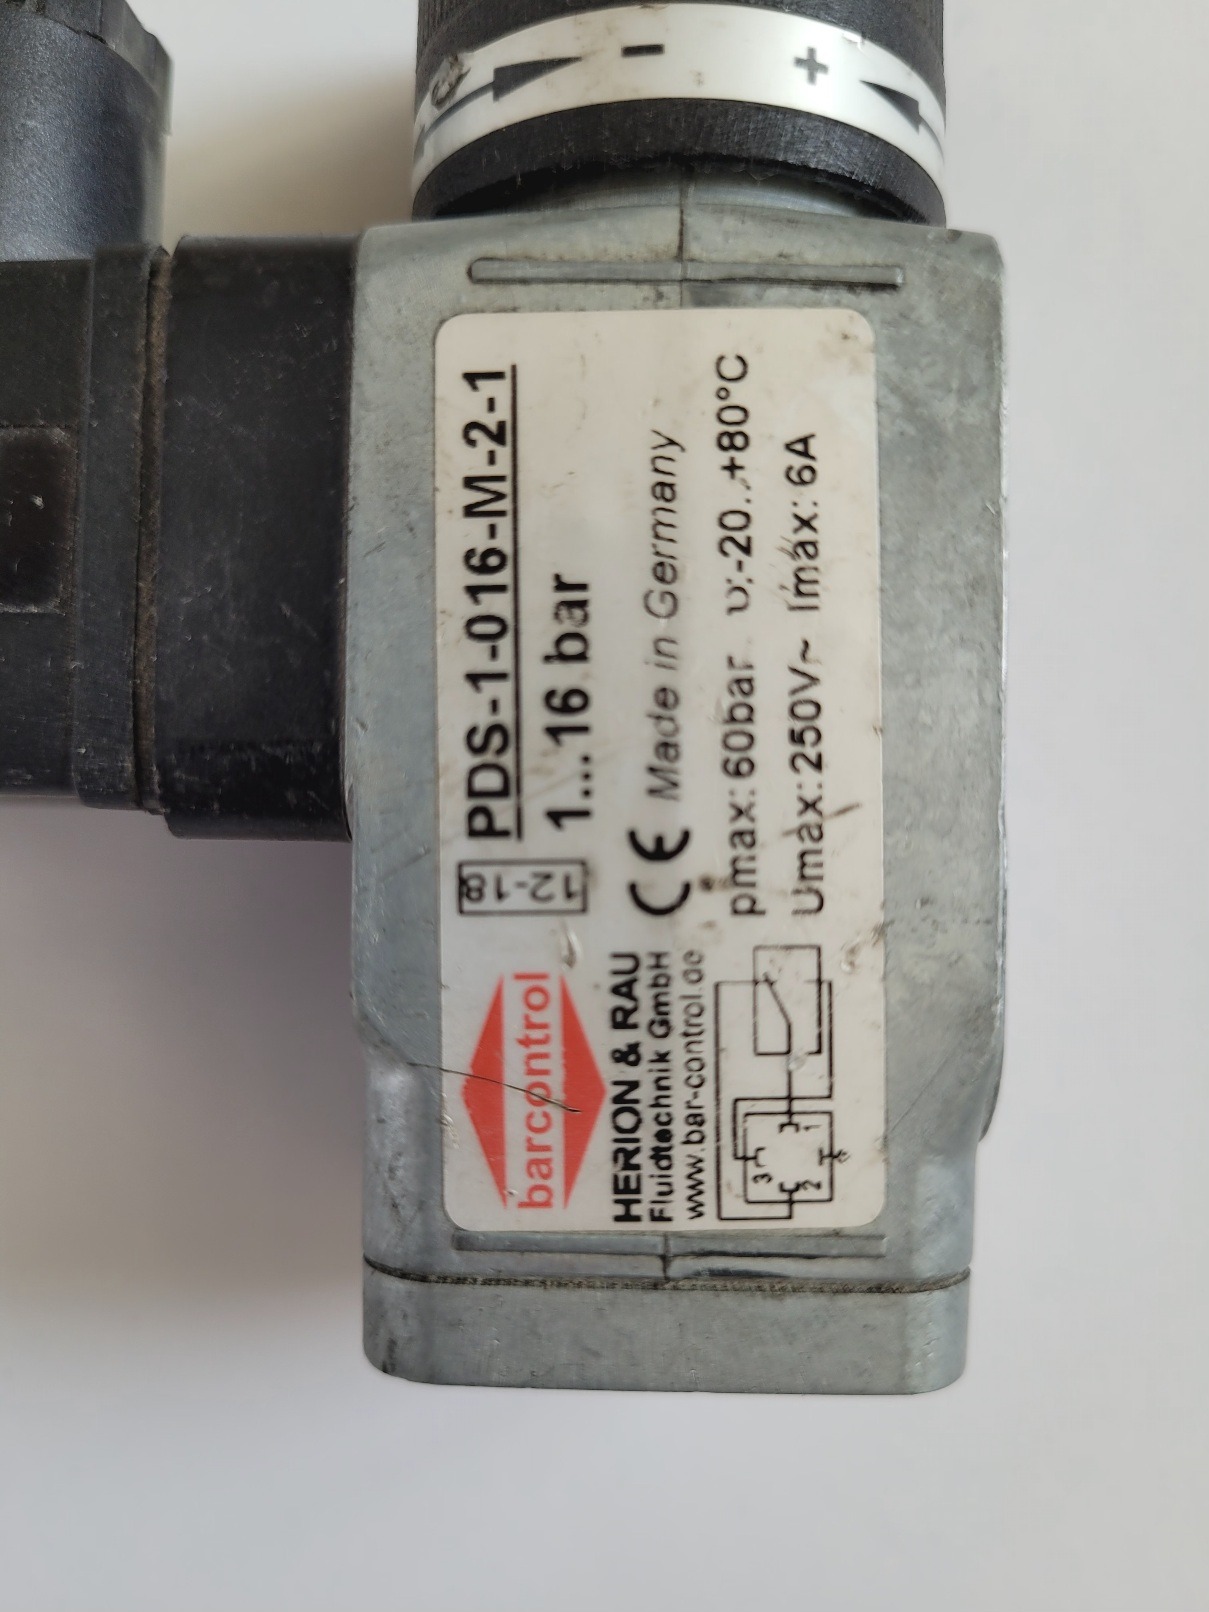 - +
PDS-1-016-M-2-1
12-18
1...16 bar
barcontrol
HERION & RAU
Fluidtechnik GmbH
www.bar-control.de
CE Made in Germany
pmax: 60bar υ:-20...+80°C
Umax: 250V~ Imax: 6A
3
2 1